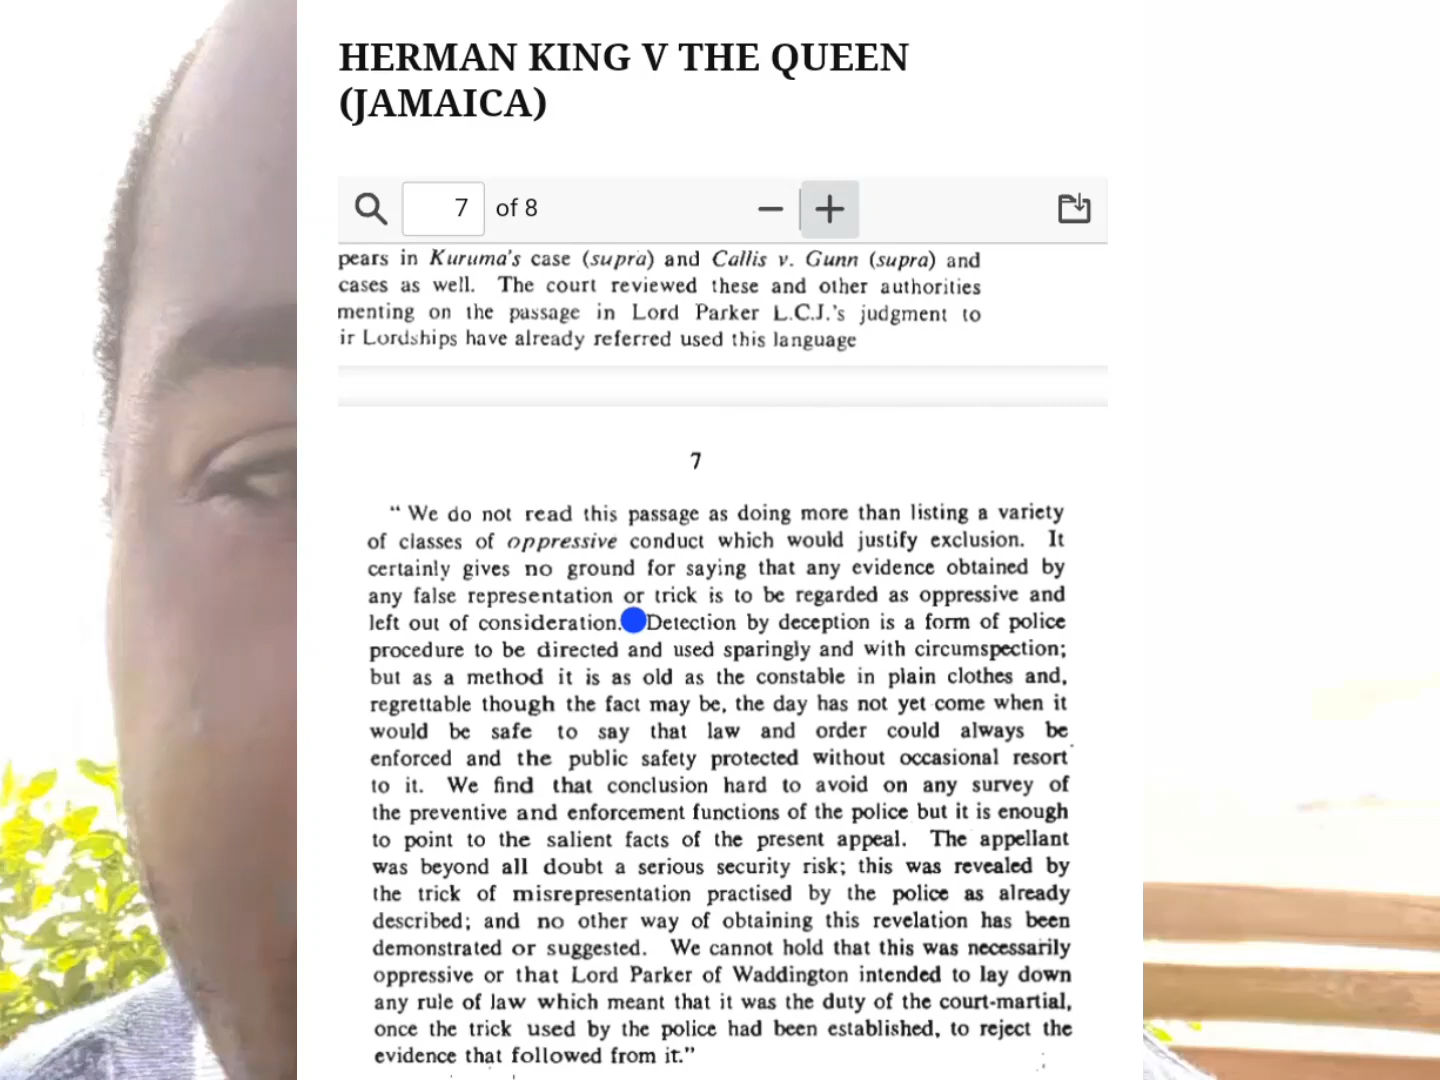 HERMAN KING V THE QUEEN
(JAMAICA)
7 of 8
pears in Kuruma's case (supra) and Callis v. Gunn (supra) and
cases as well. The court reviewed these and other authorities
menting on the passage in Lord Parker L.C.J.'s judgment to
ir Lordships have already referred used this language
7
“ We do not read this passage as doing more than listing a variety
of classes of oppressive conduct which would justify exclusion. It
certainly gives no ground for saying that any evidence obtained by
any false representation or trick is to be regarded as oppressive and
left out of consideration. Detection by deception is a form of police
procedure to be directed and used sparingly and with circumspection;
but as a method it is as old as the constable in plain clothes and,
regrettable though the fact may be, the day has not yet come when it
would be safe to say that law and order could always be
enforced and the public safety protected without occasional resort
to it. We find that conclusion hard to avoid on any survey of
the preventive and enforcement functions of the police but it is enough
to point to the salient facts of the present appeal. The appellant
was beyond all doubt a serious security risk; this was revealed by
the trick of misrepresentation practised by the police as already
described; and no other way of obtaining this revelation has been
demonstrated or suggested. We cannot hold that this was necessarily
oppressive or that Lord Parker of Waddington intended to lay down
any rule of law which meant that it was the duty of the court-martial,
once the trick used by the police had been established, to reject the
evidence that followed from it.”